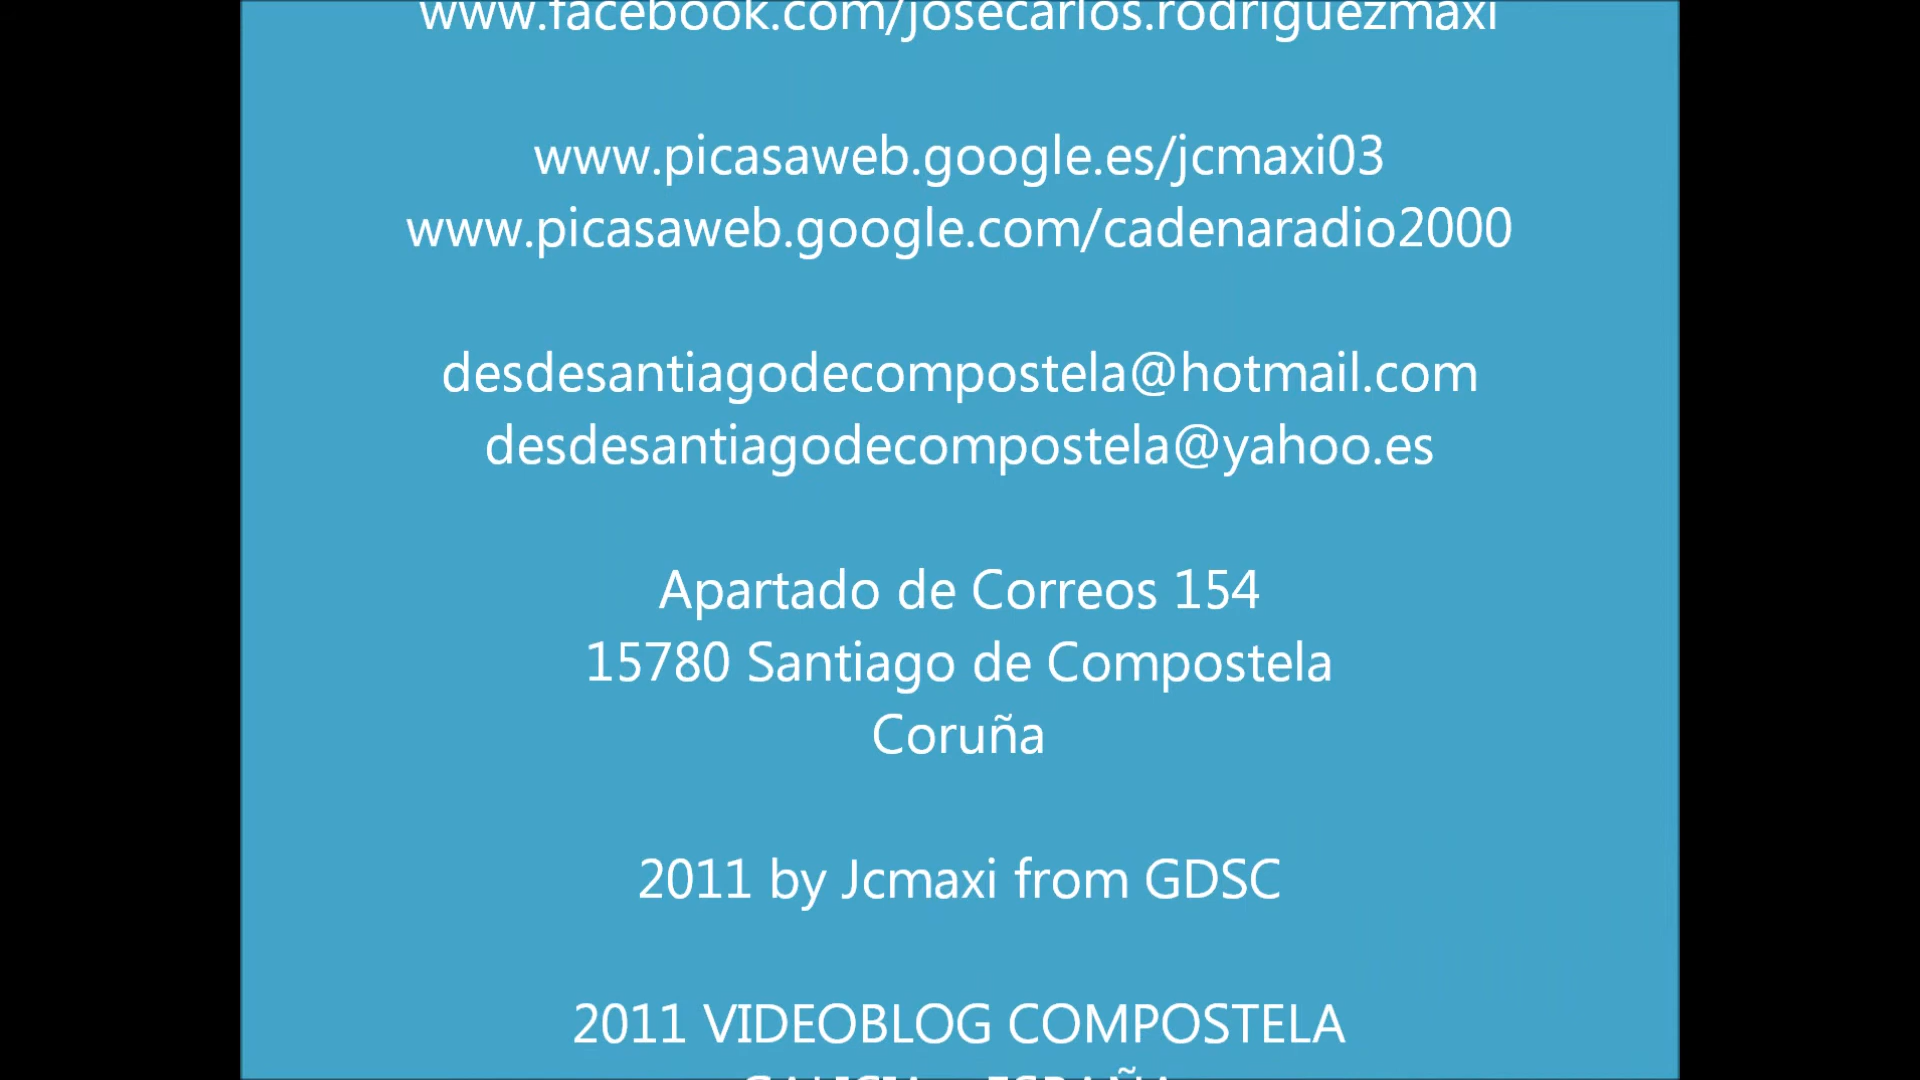 www.facebook.com/josecarlos.rodriguezmaxi
www.picasaweb.google.es/jcmaxi03
www.picasaweb.google.com/cadenaradio2000
desdesantiagodecompostela@hotmail.com
desdesantiagodecompostela@yahoo.es
Apartado de Correos 154
15780 Santiago de Compostela
Coruña
2011 by Jcmaxi from GDSC
2011 VIDEOBLOG COMPOSTELA